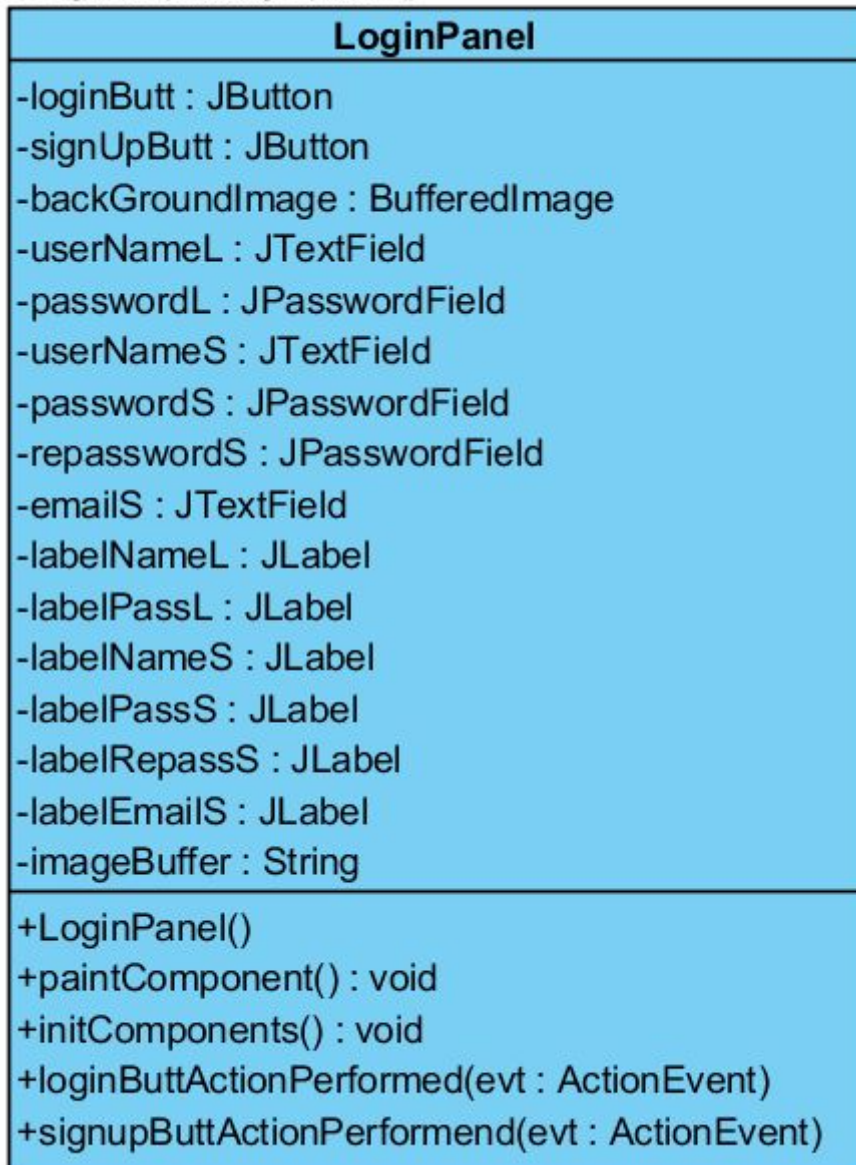 LoginPanel
-loginButt : JButton
-signUpButt : JButton
-backGroundImage : BufferedImage
-userNameL : JTextField
-passwordL : JPasswordField
-userNameS : JTextField
-passwordS : JPasswordField
-repasswordS : JPasswordField
-emailS : JTextField
-labelNameL : JLabel
-labelPassL : JLabel
-labelNameS : JLabel
-labelPassS : JLabel
-labelRepassS : JLabel
-labelEmailS : JLabel
-imageBuffer : String
+LoginPanel()
+paintComponent() : void
+initComponents() : void
+loginButtActionPerformed(evt : ActionEvent)
+signupButtActionPerformend(evt : ActionEvent)